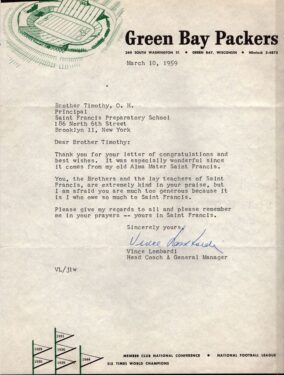 Green Bay Packers
349 SOUTH WASHINGTON ST. • GREEN BAY, WISCONSIN •
March 10, 1959
Brother Timothy, O.
Principal
Saint Francis Preparatory School
186 North 6th Street
Brooklyn 11, New York
Dear Brother Timothy:
Thank you for your letter of congratulations and
best wishes. It was especially wonderful since
it comes from my old Alma Mater Saint Francis.
You, the Brothers and the lay teachers of Saint
Francis, are extremely kind in your praise, but
I am afraid you are much too generous because it
is I who owe so much to Saint Francis.
Please give my regards to all and please remember
me in your prayers -- yours in Saint Francis.
Sincerely yours,
Vince Lombardi
Vince Lombardi
Head Coach & General Manager
VL/jlw
MEMBER CLUB NATIONAL CONFERENCE • NATIONAL FOOTBALL LEAGUE
SIX TIMES WORLD CHAMPIONS